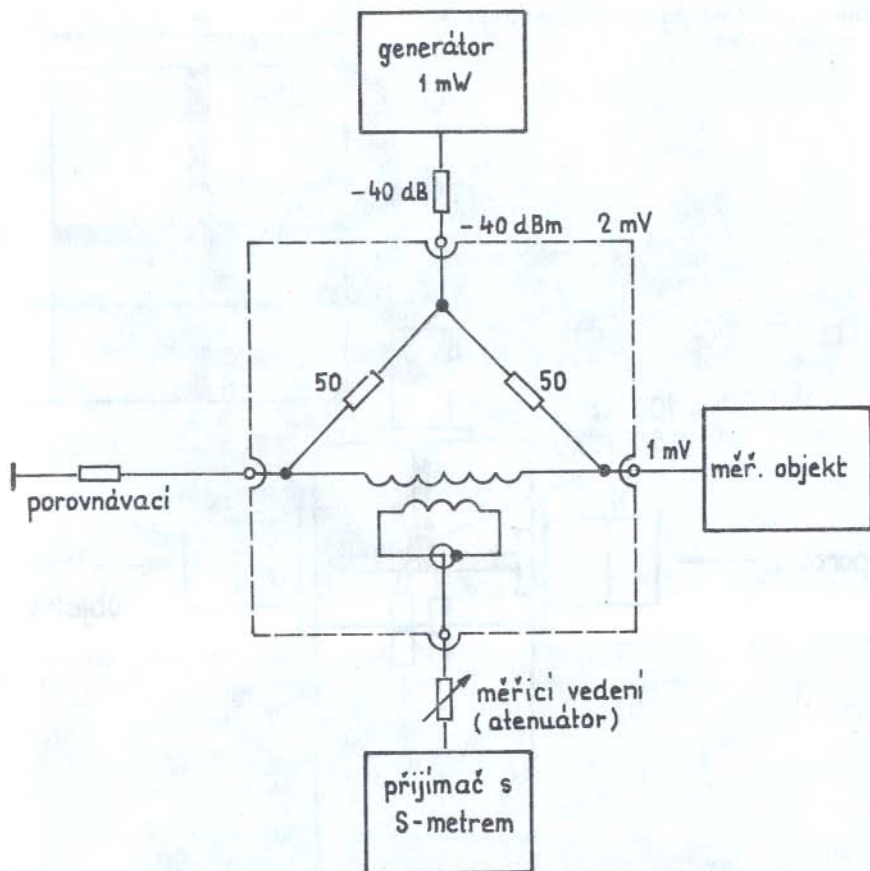 generátor
1 mW
-40 dB
-40 dBm 2 mV
50
50
1 mV
měř. objekt
porovnávací
měřicí vedení
(atenuátor)
přijímač s
S-metrem